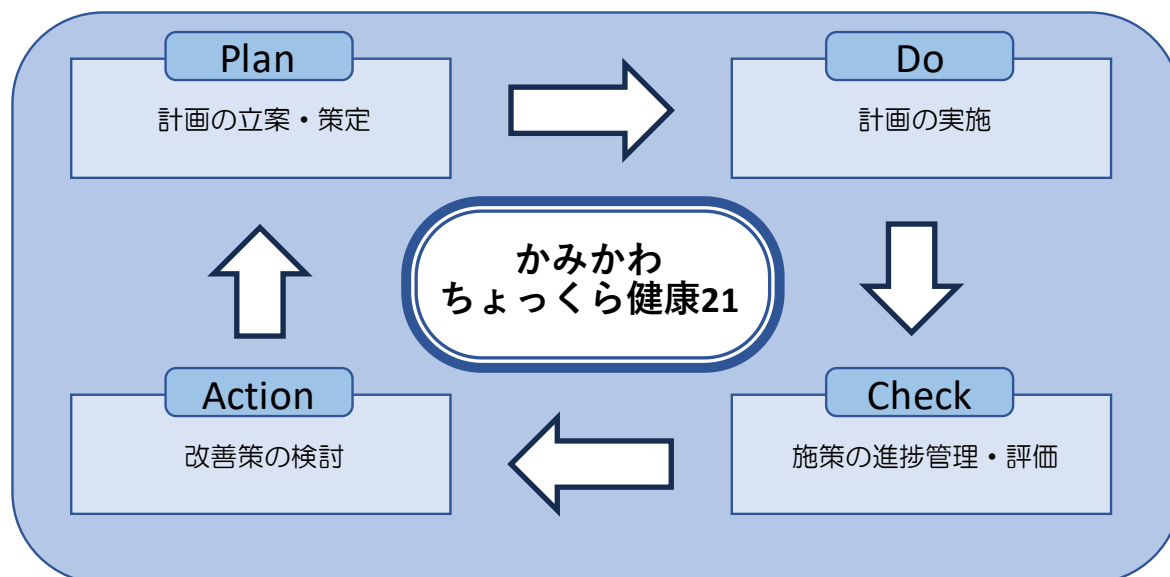 Plan
計画の立案・策定
Do
計画の実施
かみかわ
ちょっくら健康21
Action
改善策の検討
Check
施策の進捗管理・評価